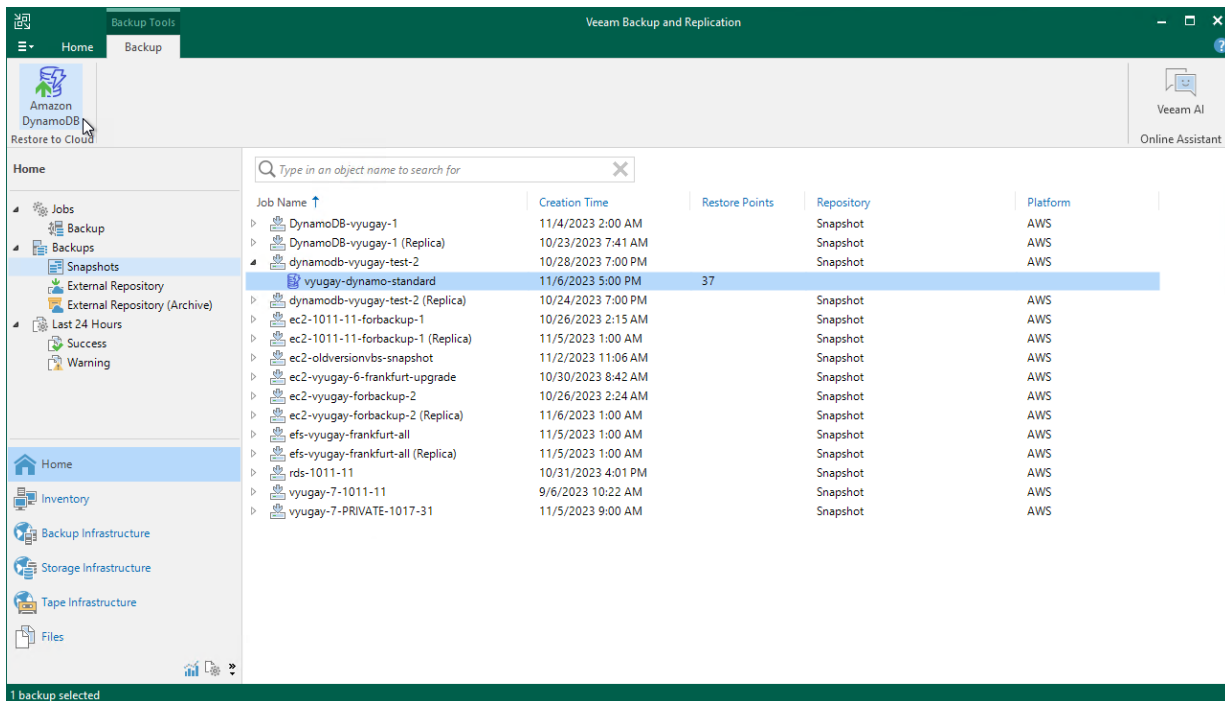 Backup Tools
Veeam Backup and Replication
Home Backup
?
Amazon
DynamoDB
Restore to Cloud
Veeam AI
Online Assistant
Home
Type in an object name to search for
Jobs
Backup
Backups
Snapshots
External Repository
External Repository (Archive)
Last 24 Hours
Success
Warning
Job Name Creation Time Restore Points Repository Platform
DynamoDB-vyugay-1 11/4/2023 2:00 AM Snapshot AWS
DynamoDB-vyugay-1 (Replica) 10/23/2023 7:41 AM Snapshot AWS
dynamodb-vyugay-test-2 10/28/2023 7:00 PM Snapshot AWS
vyugay-dynamo-standard 11/6/2023 5:00 PM 37
dynamodb-vyugay-test-2 (Replica) 10/24/2023 7:00 PM Snapshot AWS
ec2-1011-11-forbackup-1 10/26/2023 2:15 AM Snapshot AWS
ec2-1011-11-forbackup-1 (Replica) 11/5/2023 1:00 AM Snapshot AWS
ec2-oldversionvbs-snapshot 11/2/2023 11:06 AM Snapshot AWS
ec2-vyugay-6-frankfurt-upgrade 10/30/2023 8:42 AM Snapshot AWS
ec2-vyugay-forbackup-2 10/26/2023 2:24 AM Snapshot AWS
ec2-vyugay-forbackup-2 (Replica) 11/6/2023 1:00 AM Snapshot AWS
efs-vyugay-frankfurt-all 11/5/2023 1:00 AM Snapshot AWS
efs-vyugay-frankfurt-all (Replica) 11/5/2023 1:00 AM Snapshot AWS
rds-1011-11 10/31/2023 4:01 PM Snapshot AWS
vyugay-7-1011-11 9/6/2023 10:22 AM Snapshot AWS
vyugay-7-PRIVATE-1017-31 11/5/2023 9:00 AM Snapshot AWS
Home
Inventory
Backup Infrastructure
Storage Infrastructure
Tape Infrastructure
Files
1 backup selected